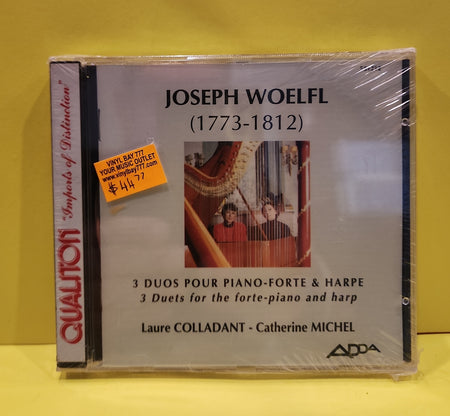 JOSEPH WOELFL
(1773-1812)
VINYL BAY 777
YOUR MUSIC OUTLET
www.vinylbay777.com
$44.77
QUALITON "Imports of Distinction"
3 DUOS POUR PIANO-FORTE & HARPE
3 Duets for the forte-piano and harp
Laure COLLADANT - Catherine MICHEL
ADDA